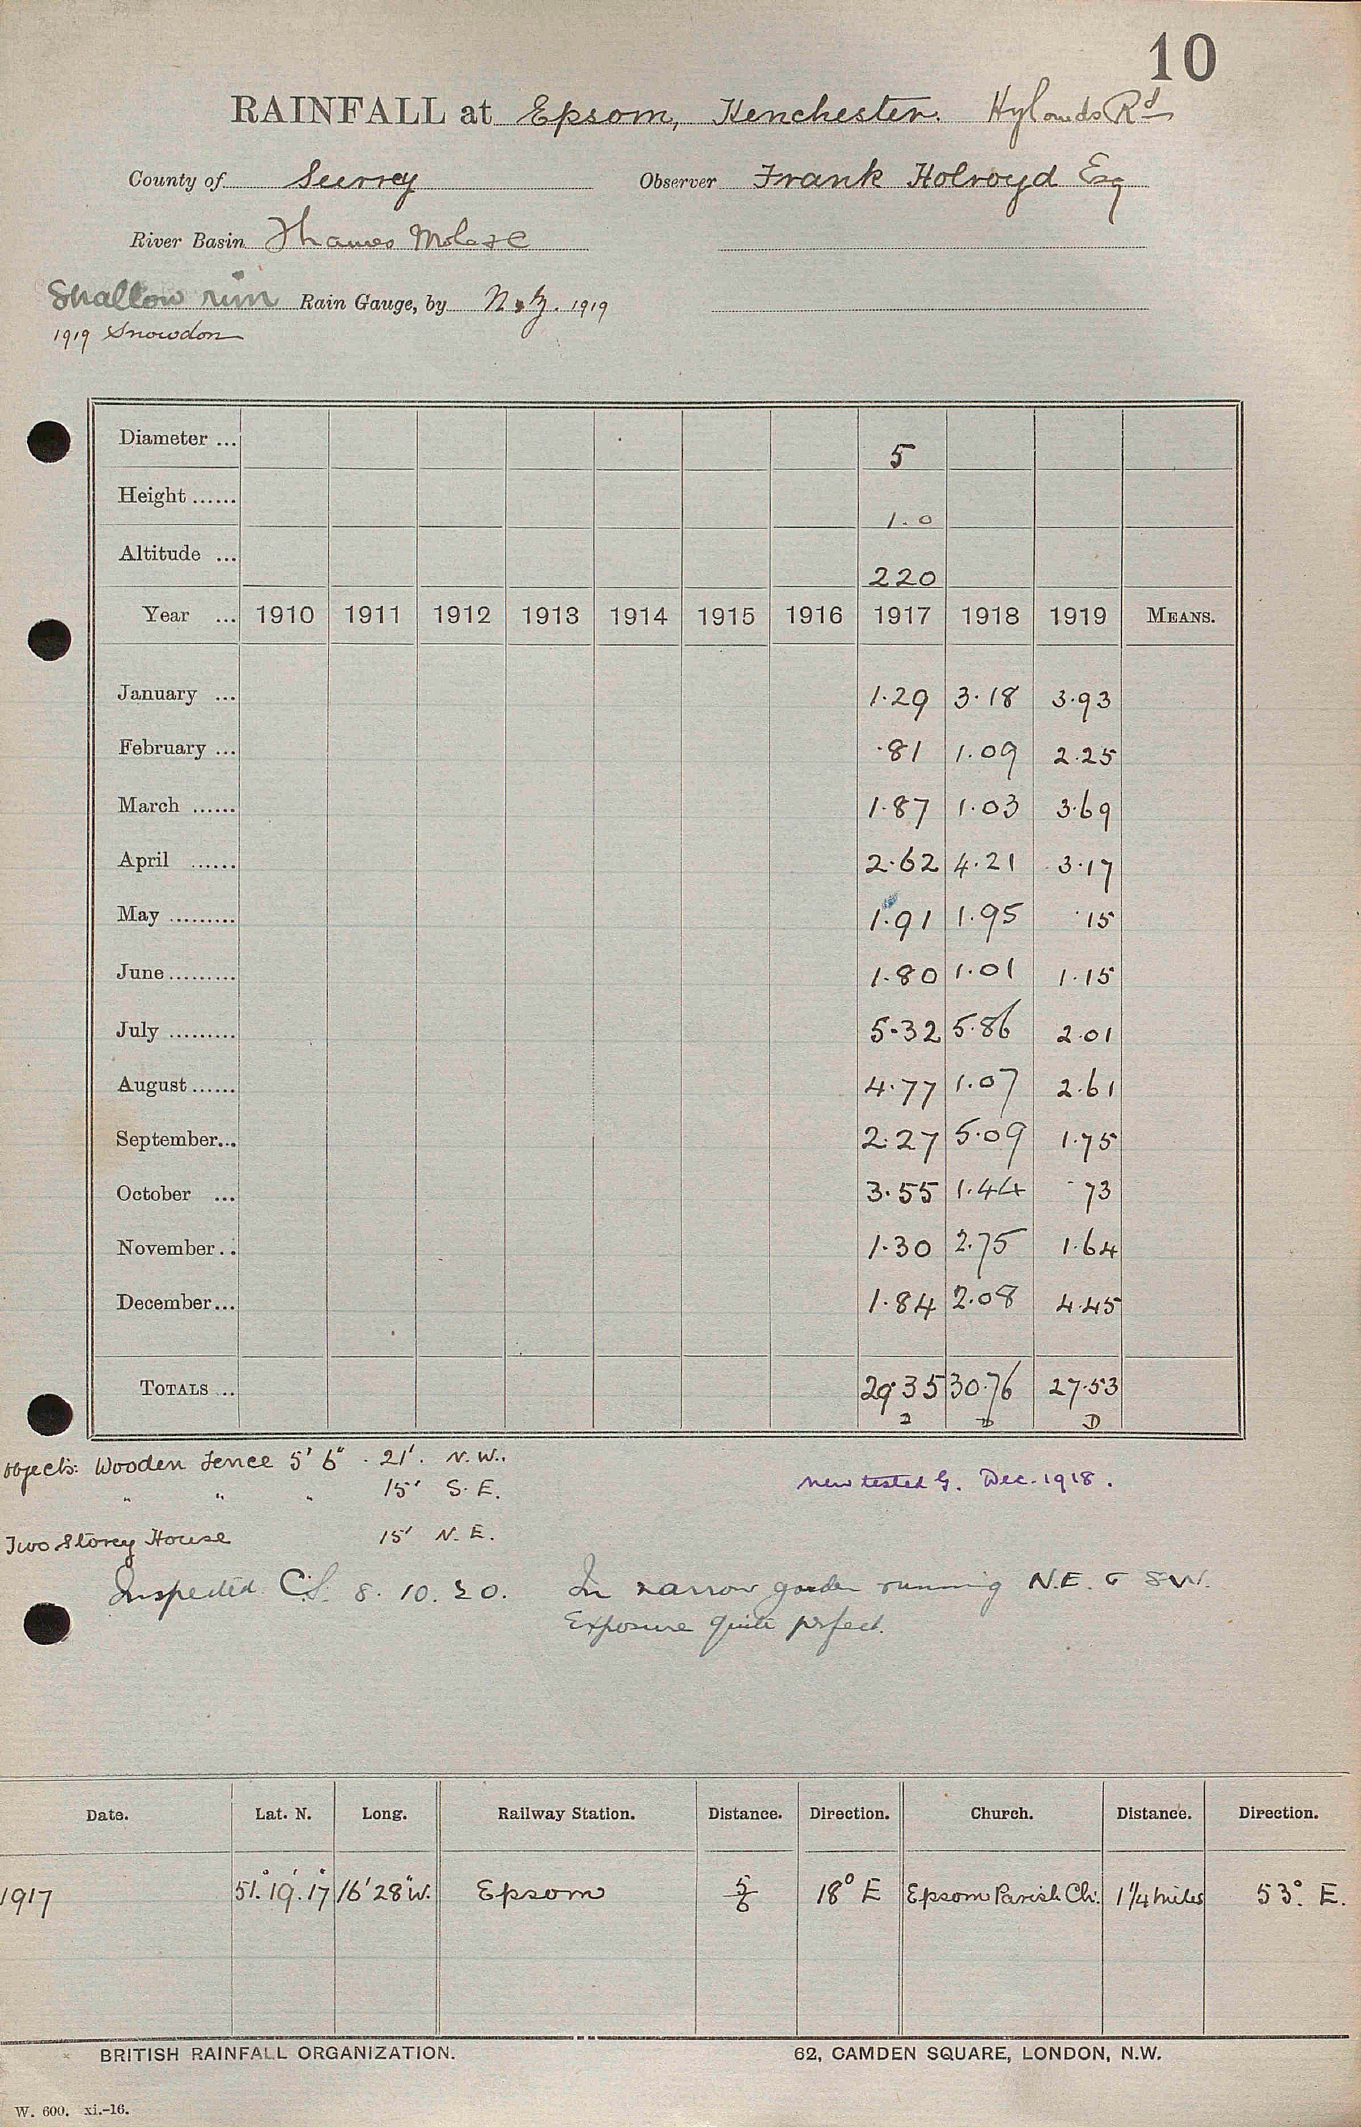 10
RAINFALL at Epsom, Kenchester. Hylands Rd
County of Surrey Observer Frank Holroyd Esq
River Basin Thames Mole
Shallow rim Rain Gauge, by N & Z. 1919
1919 Snowdon
Diameter ... 5
Height ...... 1.0
Altitude ... 220
Year ... 1910 1911 1912 1913 1914 1915 1916 1917 1918 1919 MEANS.
January ... 1.29 3.18 3.93
February ... .81 1.09 2.25
March ...... 1.87 1.03 3.69
April ...... 2.62 4.21 3.17
May ......... 1.91 1.95 .15
June ......... 1.80 1.01 1.15
July ......... 5.32 5.86 2.01
August ...... 4.77 1.07 2.61
September... 2.27 5.09 1.75
October ... 3.55 1.44 .73
November .. 1.30 2.75 1.64
December... 1.84 2.08 4.45
TOTALS ... 29.35 30.76 27.53
D D D
Objects: Wooden Fence 5' 6" . 21'. N.W.
" " " 15' S.E.
new tested G. Dec. 1918.
Two Storey House 15' N.E.
Inspected C.S. 8. 10. 20. In narrow garden running N.E. & SW.
Exposure quite perfect.
Date. Lat. N. Long. Railway Station. Distance. Direction. Church. Distance. Direction.
1917 51°.19'.17" 16'28"W. Epsom 5/6 18° E Epsom Parish Ch. 1 1/4 miles 53°. E.
BRITISH RAINFALL ORGANIZATION. 62, CAMDEN SQUARE, LONDON, N.W.
W. 600. xi.-16.